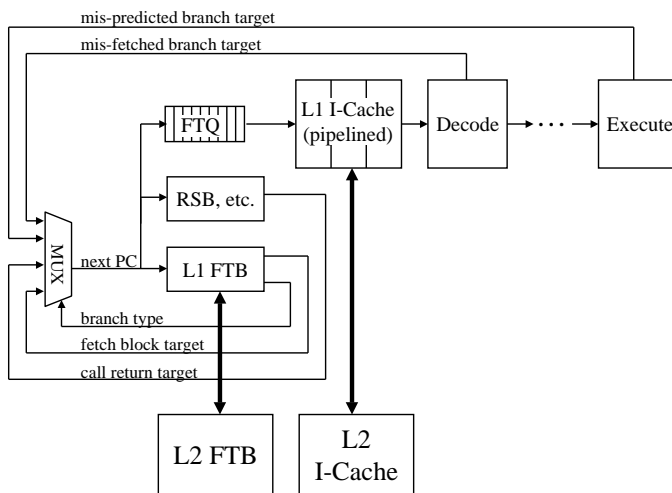 mis-predicted branch target
mis-fetched branch target
FTQ
L1 I-Cache
(pipelined)
Decode
Execute
RSB, etc.
MUX
next PC
L1 FTB
branch type
fetch block target
call return target
L2 FTB
L2
I-Cache